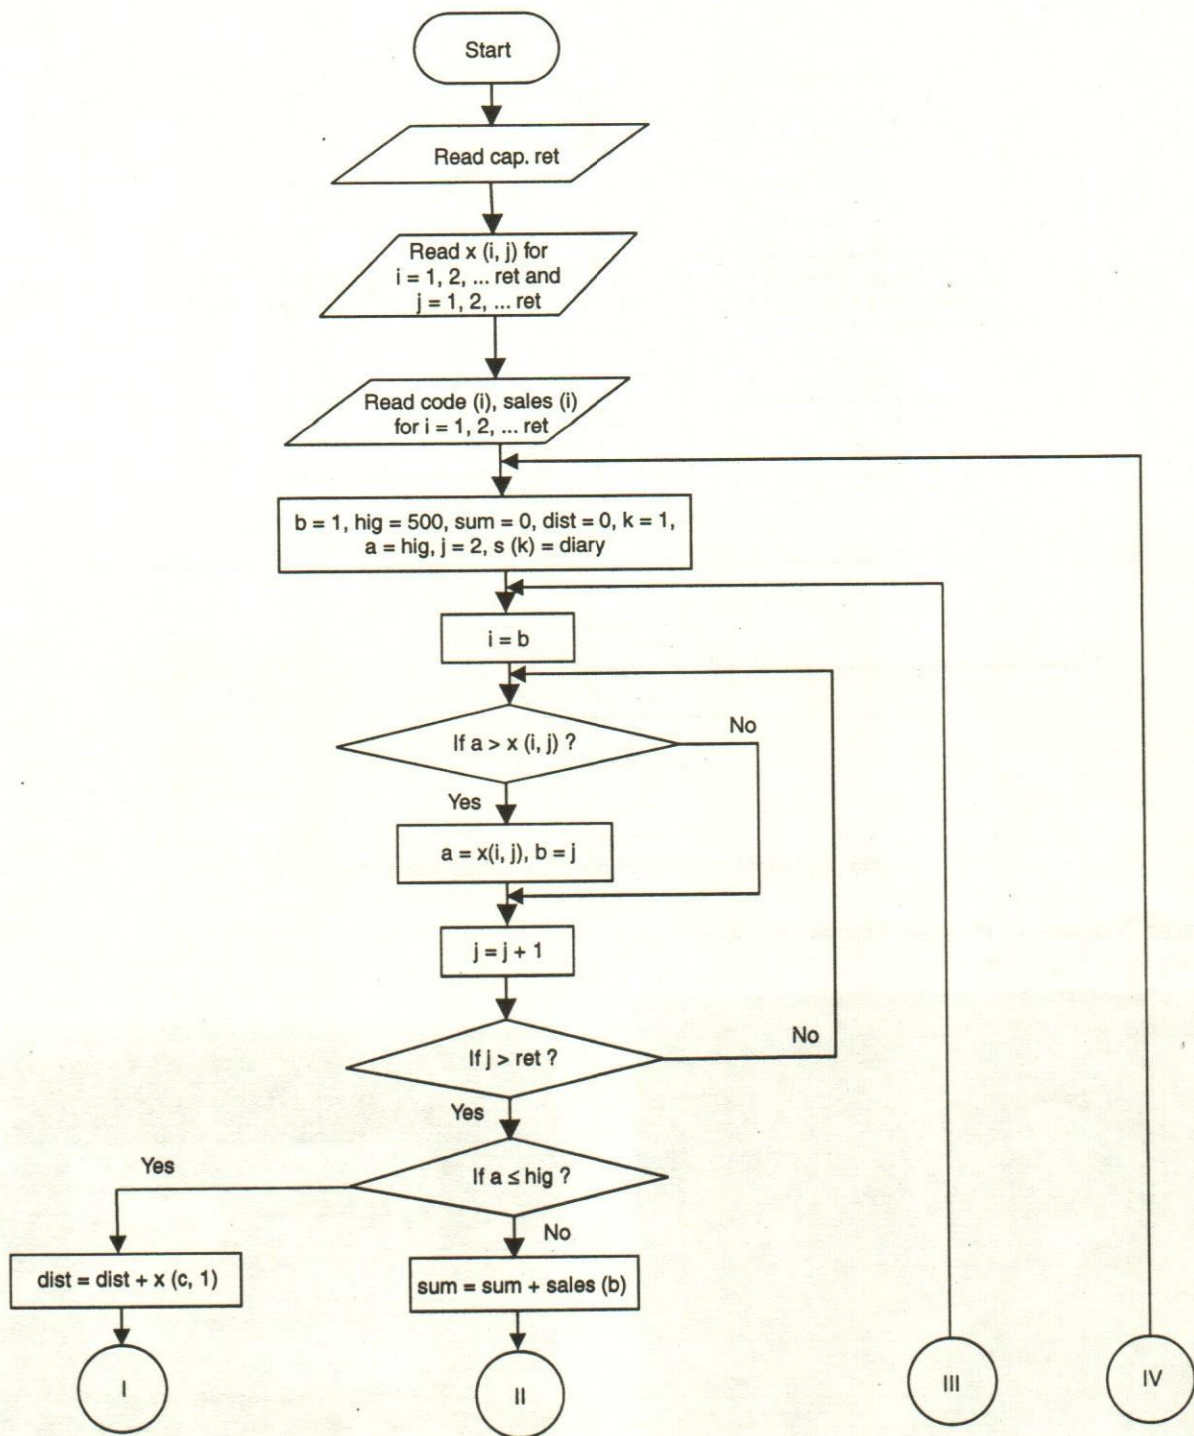 Start
Read cap. ret
Read x (i, j) for
i = 1, 2, ... ret and
j = 1, 2, ... ret
Read code (i), sales (i)
for i = 1, 2, ... ret
b = 1, hig = 500, sum = 0, dist = 0, k = 1,
a = hig, j = 2, s (k) = diary
i = b
If a > x (i, j) ?
No
Yes
a = x(i, j), b = j
j = j + 1
If j > ret ?
No
Yes
If a ≤ hig ?
Yes
No
dist = dist + x (c, 1)
sum = sum + sales (b)
I
II
III
IV